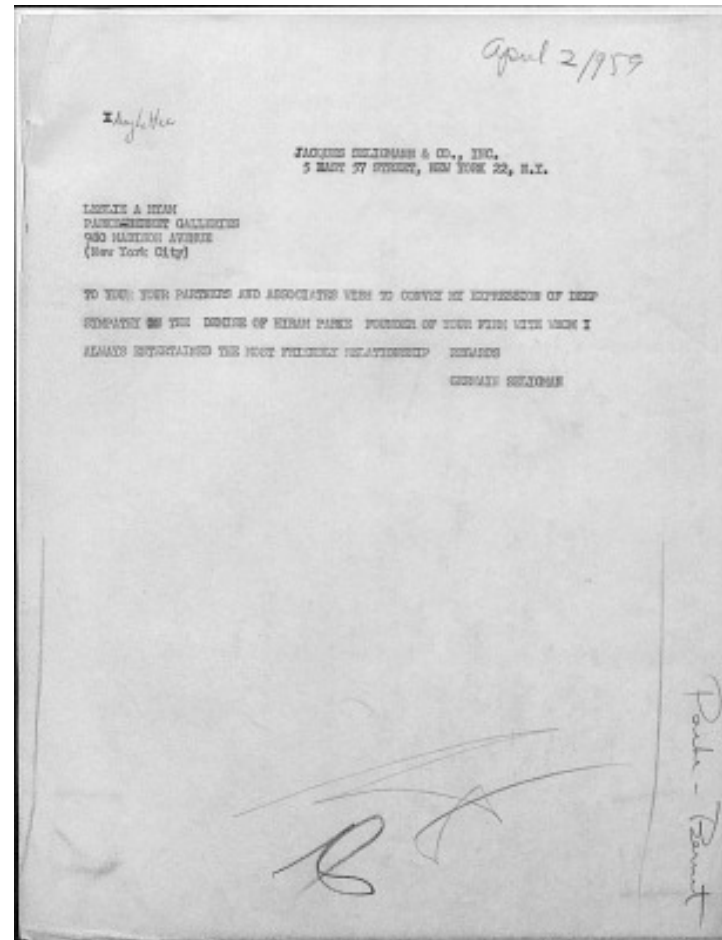 April 2/1959
JACQUES SELIGMANN & CO., INC.
5 EAST 57 STREET, NEW YORK 22, N.Y.
LESLIE A HYAM
PARKE-BERNET GALLERIES
980 MADISON AVENUE
(New York City)
TO YOUR YOUR PARTNERS AND ASSOCIATES WISH TO CONVEY MY EXPRESSION OF DEEP
SYMPATHY ON THE DEMISE OF HIRAM PARKE FOUNDER OF YOUR FIRM WITH WHOM I
ALWAYS ENTERTAINED THE MOST FRIENDLY RELATIONSHIP REGARDS
GERMAIN SELIGMAN
Parke-Bernet